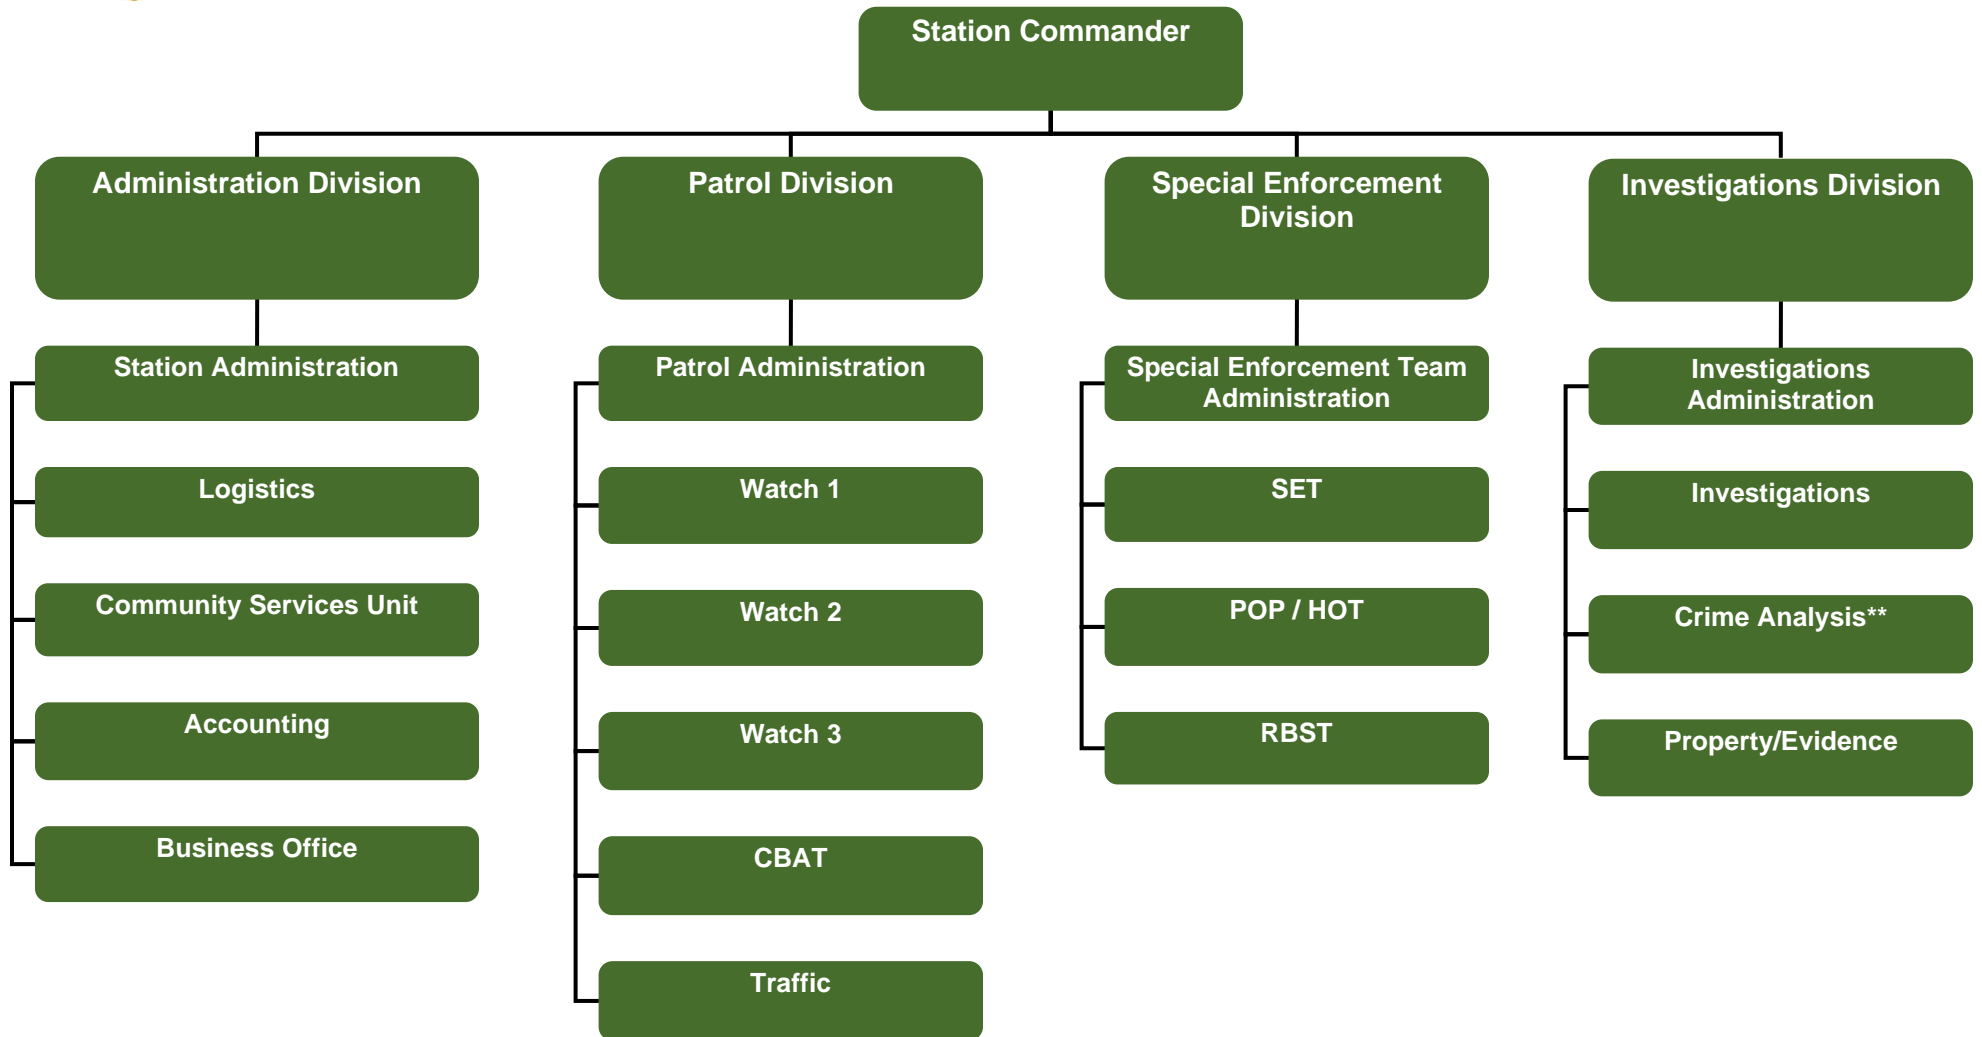 Station Commander
Administration Division
Patrol Division
Special Enforcement
Division
Investigations Division
Station Administration
Logistics
Community Services Unit
Accounting
Business Office
Patrol Administration
Watch 1
Watch 2
Watch 3
CBAT
Traffic
Special Enforcement Team
Administration
SET
POP / HOT
RBST
Investigations
Administration
Investigations
Crime Analysis**
Property/Evidence